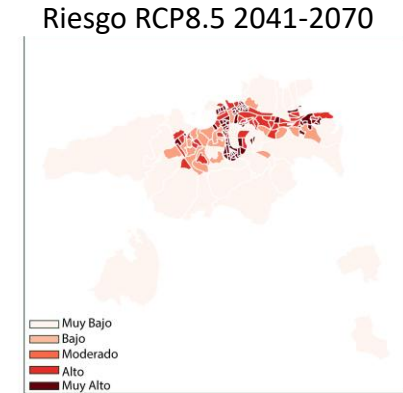 Riesgo RCP8.5 2041-2070
Muy Bajo
Bajo
Moderado
Alto
Muy Alto